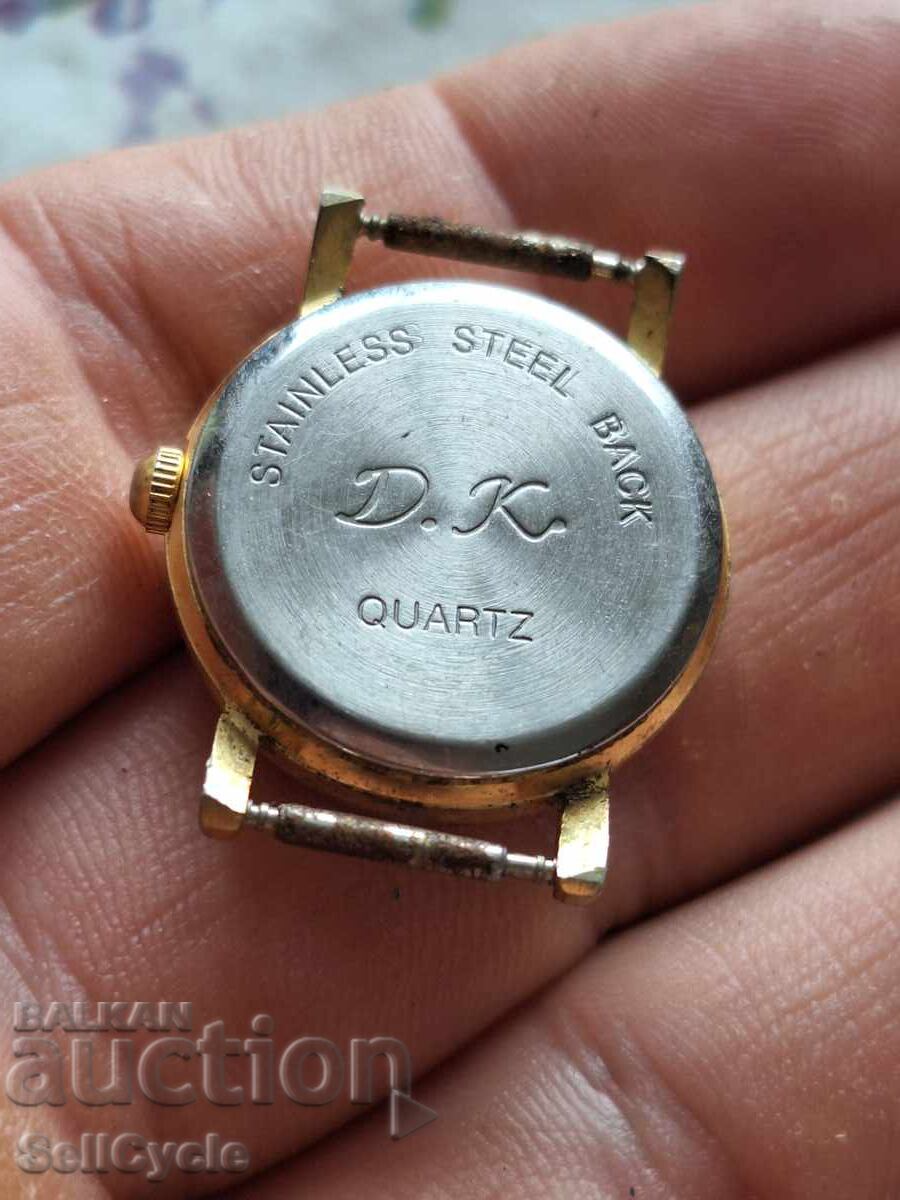 STAINLESS STEEL BACK
D.K.
QUARTZ
BALKAN
auction
SellCycle